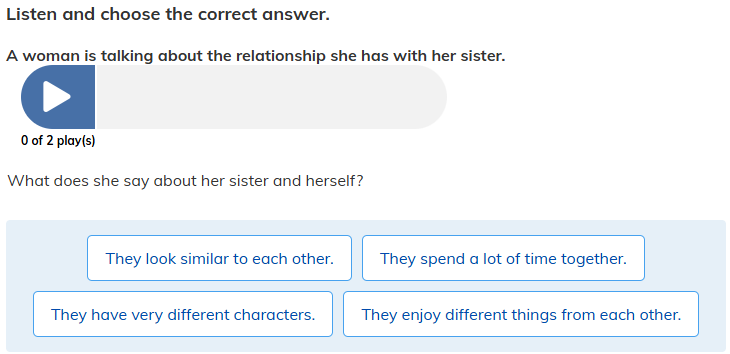 Listen and choose the correct answer.
A woman is talking about the relationship she has with her sister.
0 of 2 play(s)
What does she say about her sister and herself?
They look similar to each other.
They spend a lot of time together.
They have very different characters.
They enjoy different things from each other.